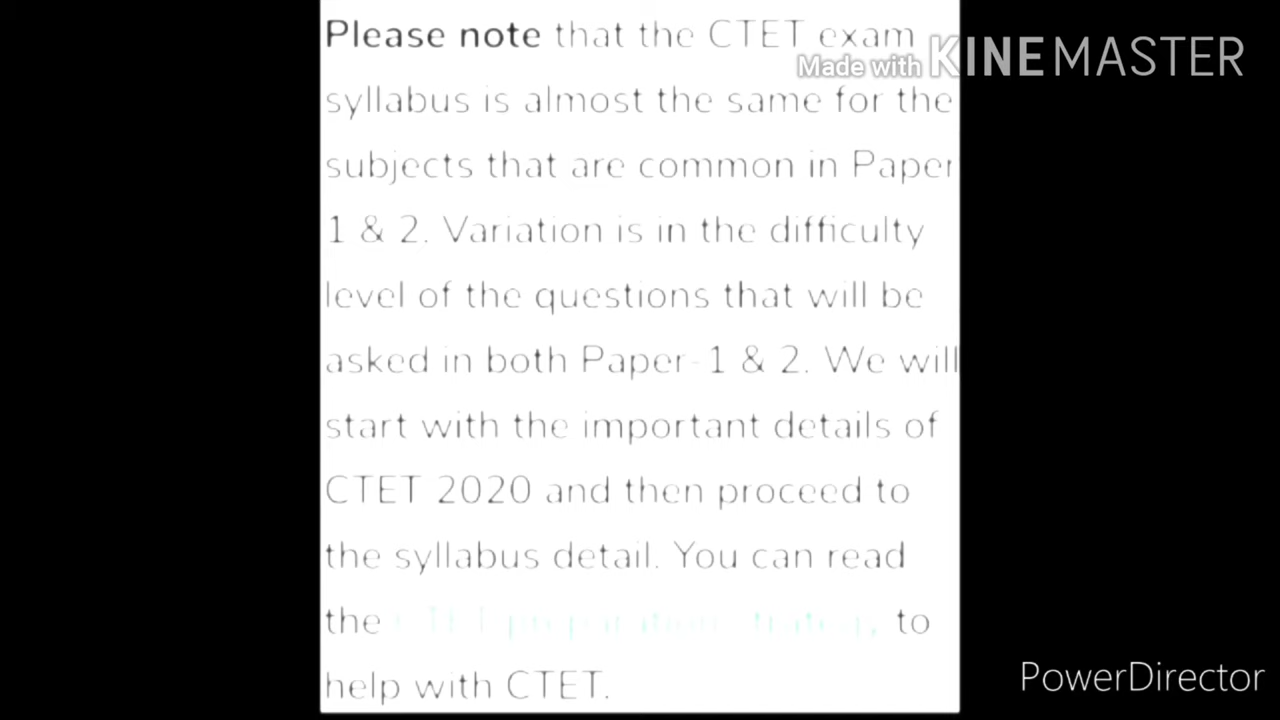 Please note that the CTET exam
Made with KINEMASTER
syllabus is almost the same for the
subjects that are common in Paper
1 & 2. Variation is in the difficulty
level of the questions that will be
asked in both Paper-1 & 2. We will
start with the important details of
CTET 2020 and then proceed to
the syllabus detail. You can read
the CTET preparation strategy to
help with CTET.
PowerDirector